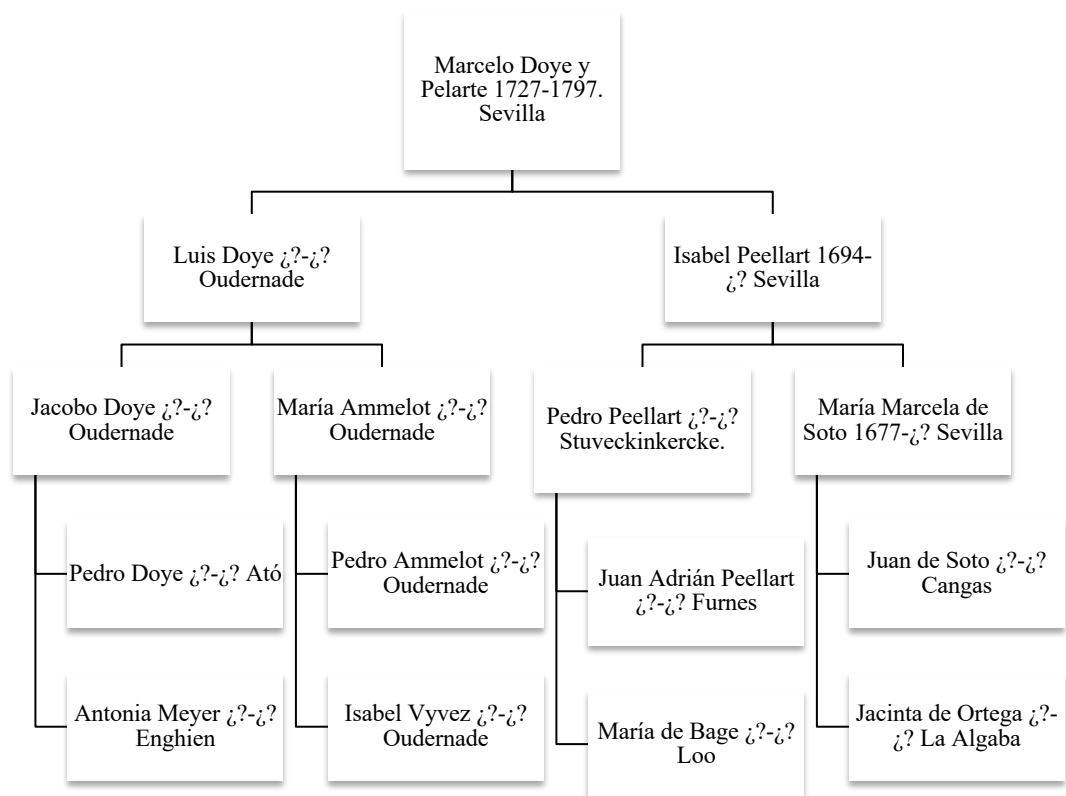 Marcelo Doye y
Pelarte 1727-1797.
Sevilla
Luis Doye ¿?-¿?
Oudernade
Isabel Peellart 1694-
¿? Sevilla
Jacobo Doye ¿?-¿?
Oudernade
María Ammelot ¿?-¿?
Oudernade
Pedro Peellart ¿?-¿?
Stuveckinkercke.
María Marcela de
Soto 1677-¿? Sevilla
Pedro Doye ¿?-¿? Ató
Pedro Ammelot ¿?-¿?
Oudernade
Juan Adrián Peellart
¿?-¿? Furnes
Juan de Soto ¿?-¿?
Cangas
Antonia Meyer ¿?-¿?
Enghien
Isabel Vyvez ¿?-¿?
Oudernade
María de Bage ¿?-¿?
Loo
Jacinta de Ortega ¿?-
¿? La Algaba